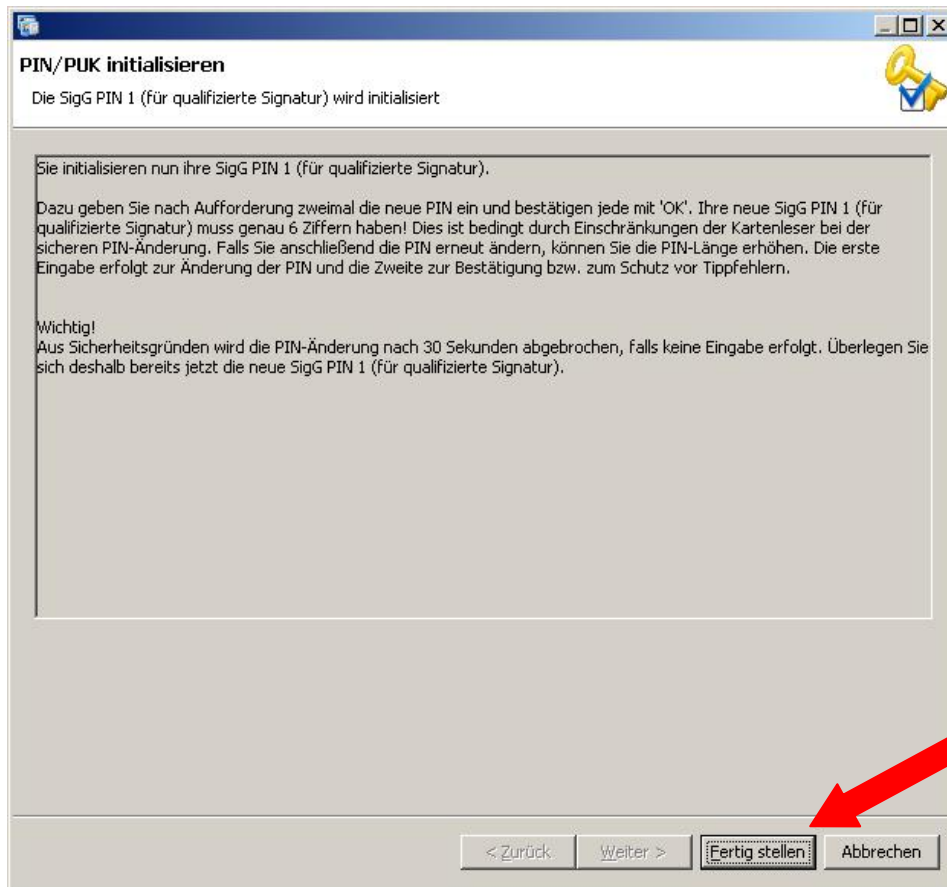 PIN/PUK initialisieren
Die SigG PIN 1 (für qualifizierte Signatur) wird initialisiert
Sie initialisieren nun ihre SigG PIN 1 (für qualifizierte Signatur).
Dazu geben Sie nach Aufforderung zweimal die neue PIN ein und bestätigen jede mit 'OK'. Ihre neue SigG PIN 1 (für
qualifizierte Signatur) muss genau 6 Ziffern haben! Dies ist bedingt durch Einschränkungen der Kartenleser bei der
sicheren PIN-Änderung. Falls Sie anschließend die PIN erneut ändern, können Sie die PIN-Länge erhöhen. Die erste
Eingabe erfolgt zur Änderung der PIN und die Zweite zur Bestätigung bzw. zum Schutz vor Tippfehlern.
Wichtig!
Aus Sicherheitsgründen wird die PIN-Änderung nach 30 Sekunden abgebrochen, falls keine Eingabe erfolgt. Überlegen Sie
sich deshalb bereits jetzt die neue SigG PIN 1 (für qualifizierte Signatur).
< Zurück Weiter > Fertig stellen Abbrechen